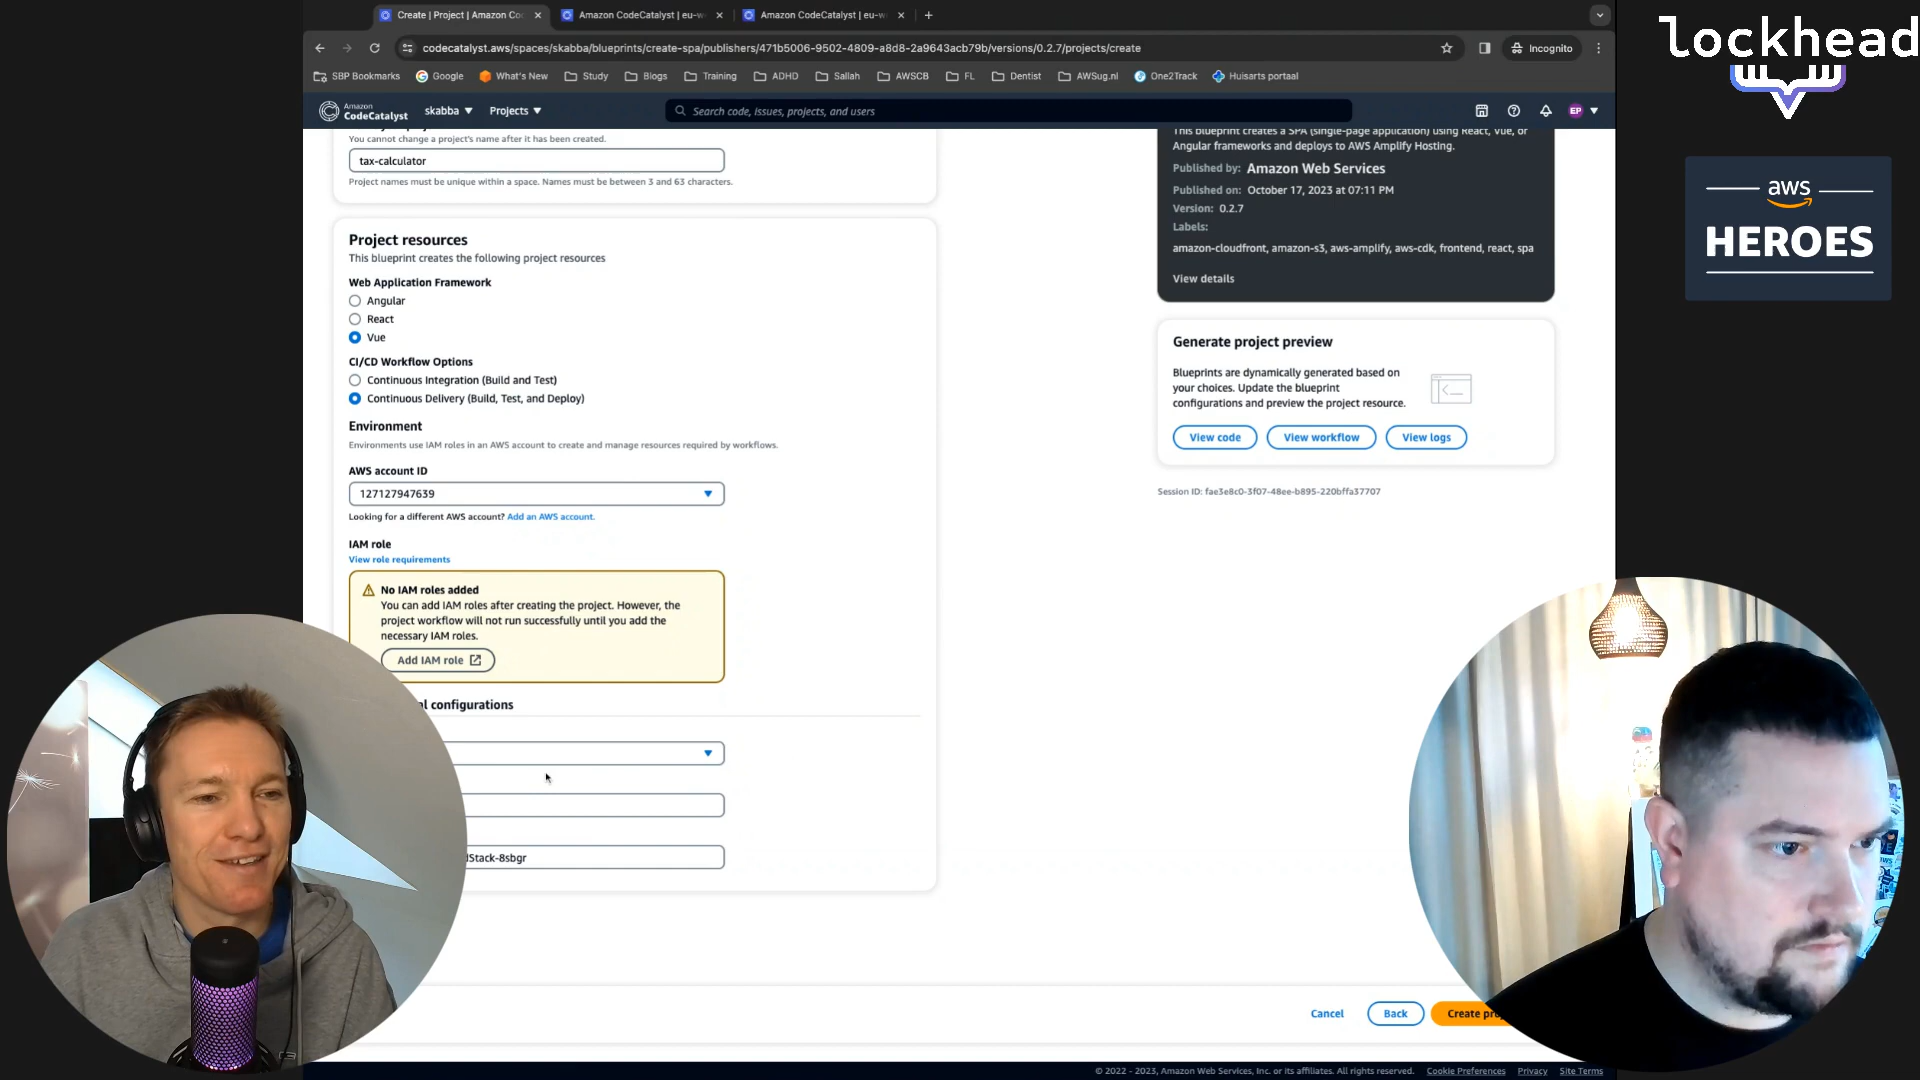 Create | Project | Amazon Co
Amazon CodeCatalyst | eu-w
Amazon CodeCatalyst | eu-w
codecatalyst.aws/spaces/skabba/blueprints/create-spa/publishers/471b5006-9502-4809-a8d8-2a9643acb79b/versions/0.2.7/projects/create
Incognito
SBP Bookmarks
Google
What's New
Study
Blogs
Training
ADHD
Sallah
AWSCB
FL
Dentist
AWSug.nl
One2Track
Huisarts portaal
Amazon
CodeCatalyst
skabba
Projects
Search code, issues, projects, and users
EP
You cannot change a project's name after it has been created.
tax-calculator
Project names must be unique within a space. Names must be between 3 and 63 characters.
Project resources
This blueprint creates the following project resources
Web Application Framework
Angular
React
Vue
CI/CD Workflow Options
Continuous Integration (Build and Test)
Continuous Delivery (Build, Test, and Deploy)
Environment
Environments use IAM roles in an AWS account to create and manage resources required by workflows.
AWS account ID
127127947639
Looking for a different AWS account? Add an AWS account.
IAM role
View role requirements
No IAM roles added
You can add IAM roles after creating the project. However, the
project workflow will not run successfully until you add the
necessary IAM roles.
Add IAM role
l configurations
Stack-8sbgr
This blueprint creates a SPA (single-page application) using React, Vue, or
Angular frameworks and deploys to AWS Amplify Hosting.
Published by: Amazon Web Services
Published on: October 17, 2023 at 07:11 PM
Version: 0.2.7
Labels:
amazon-cloudfront, amazon-s3, aws-amplify, aws-cdk, frontend, react, spa
View details
Generate project preview
Blueprints are dynamically generated based on
your choices. Update the blueprint
configurations and preview the project resource.
View code
View workflow
View logs
Session ID: fae3e8c0-3f07-48ee-b895-220bffa37707
Cancel
Back
Create pro
© 2022 - 2023, Amazon Web Services, Inc. or its affiliates. All rights reserved.
Cookie Preferences
Privacy
Site Terms
lockhead
aws
HEROES